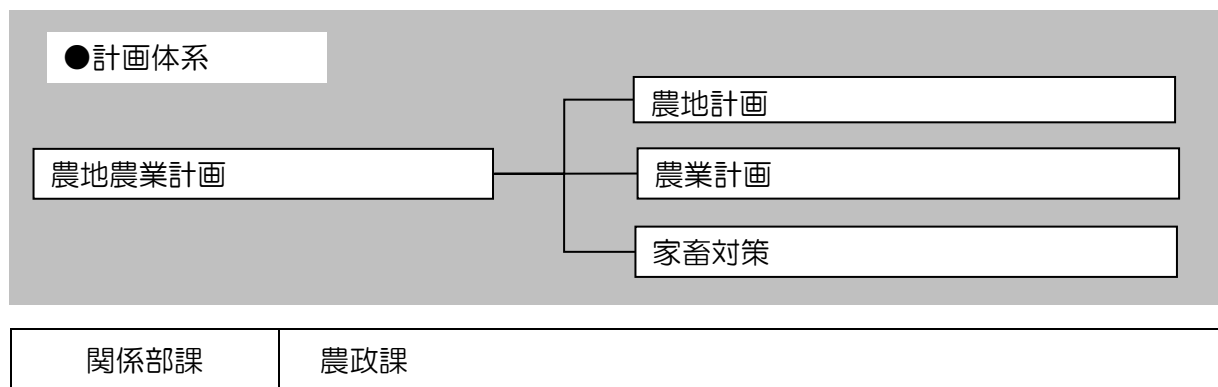 ●計画体系
農地計画
農地農業計画
農業計画
家畜対策
関係部課 農政課